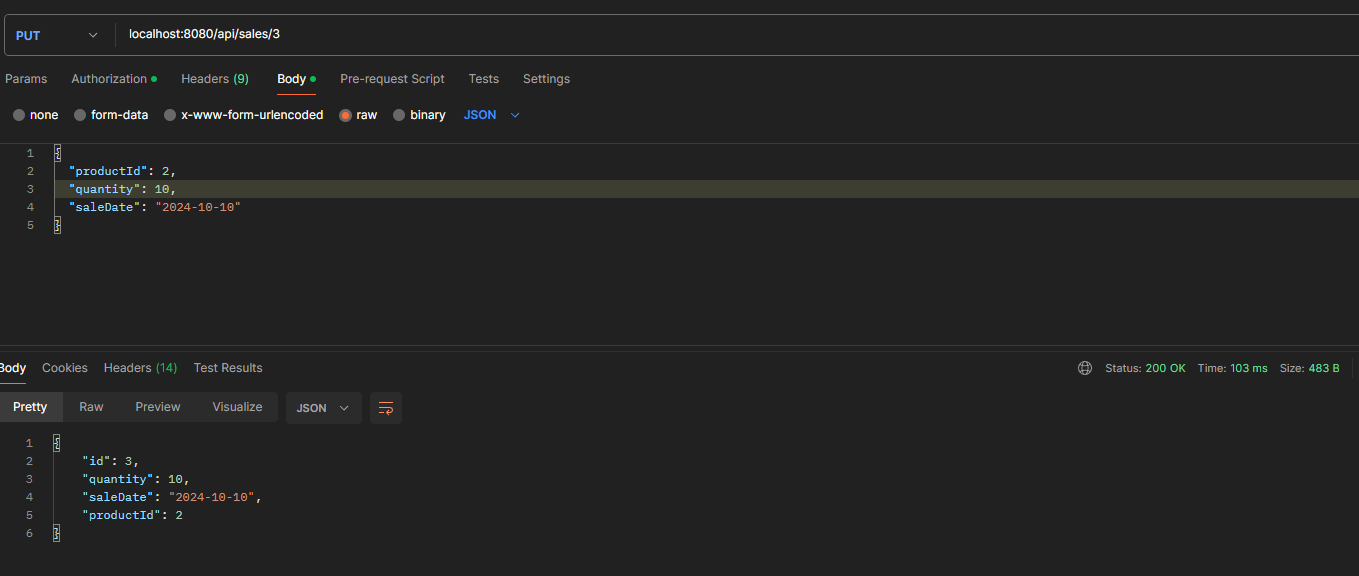 PUT localhost:8080/api/sales/3
Params Authorization Headers (9) Body Pre-request Script Tests Settings
none form-data x-www-form-urlencoded raw binary JSON
1 {
2 "productId": 2,
3 "quantity": 10,
4 "saleDate": "2024-10-10"
5 }
Body Cookies Headers (14) Test Results Status: 200 OK Time: 103 ms Size: 483 B
Pretty Raw Preview Visualize JSON
1 {
2 "id": 3,
3 "quantity": 10,
4 "saleDate": "2024-10-10",
5 "productId": 2
6 }